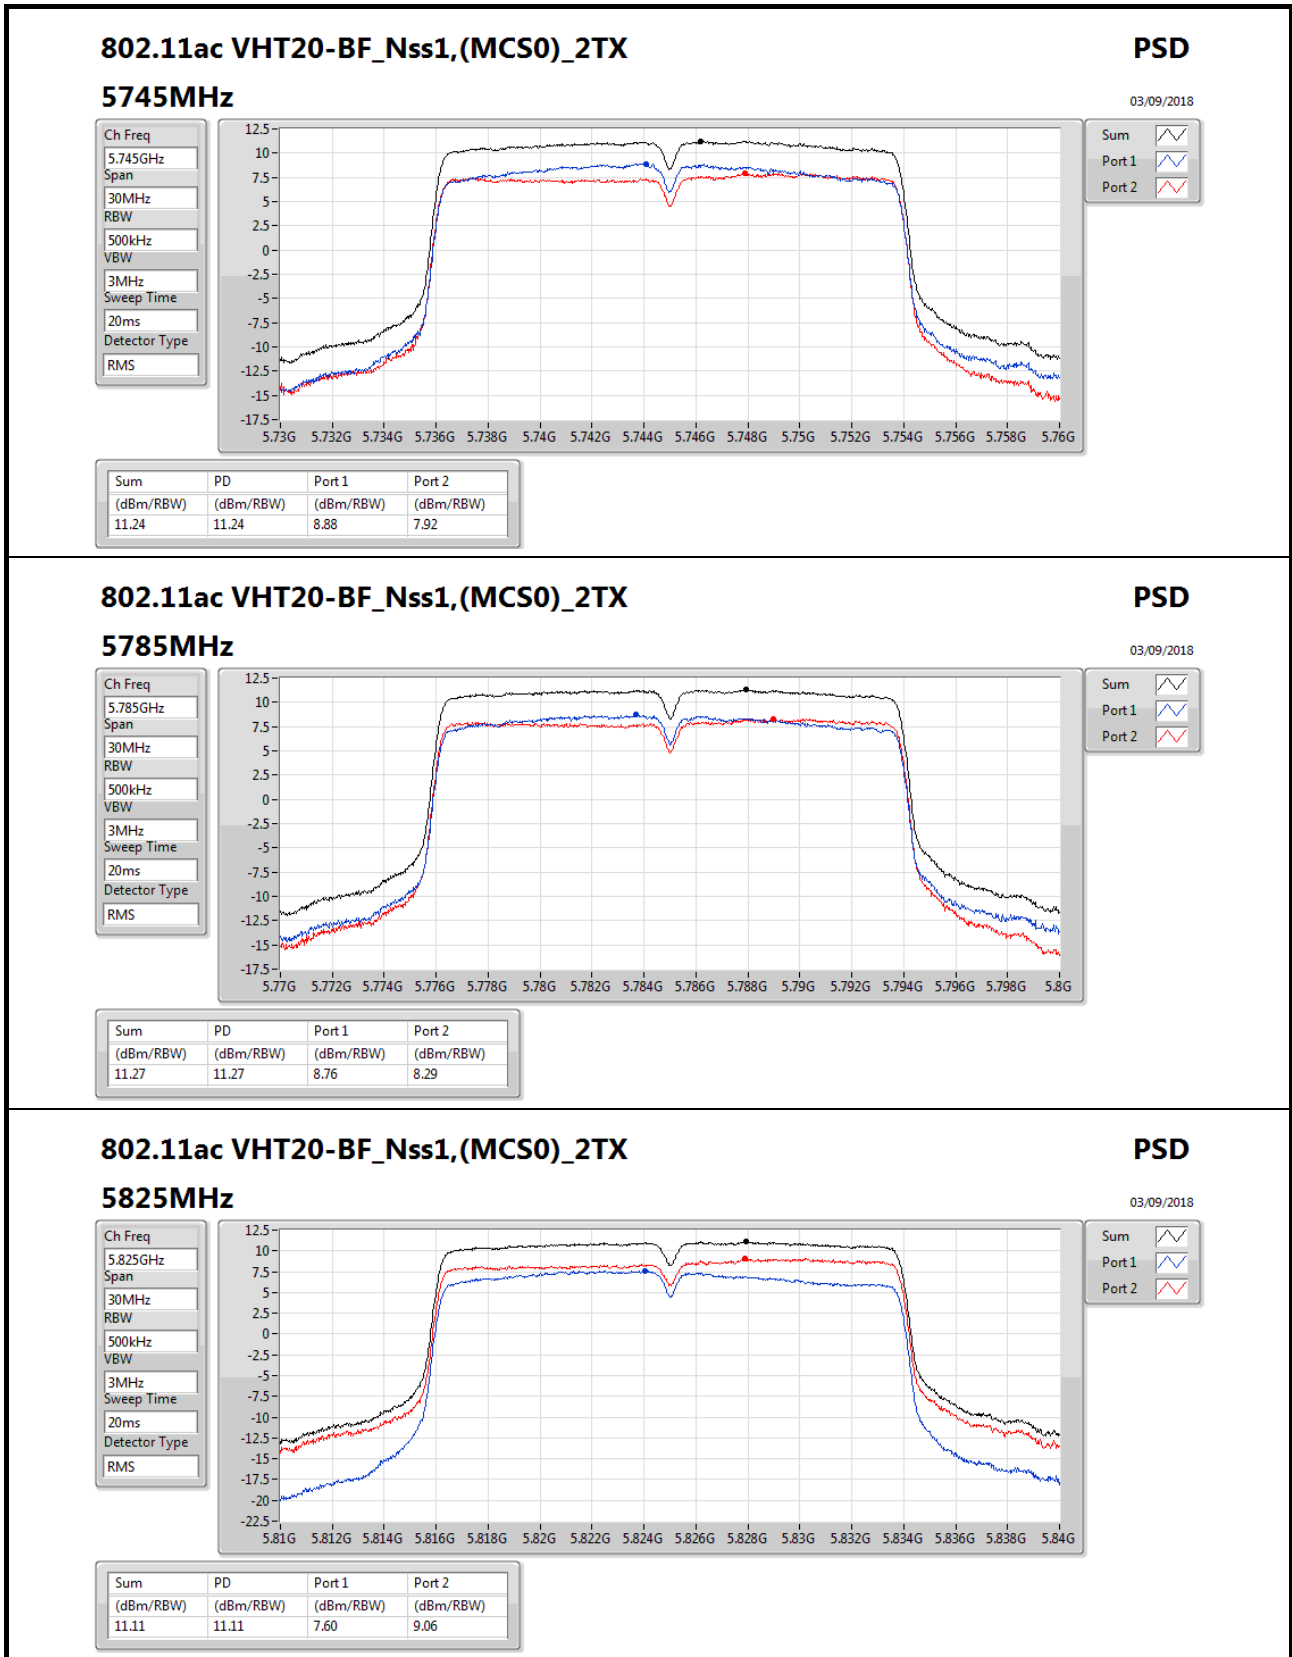 802.11ac VHT20-BF_Nss1,(MCS0)_2TX PSD
5745MHz 03/09/2018
Ch Freq
5.745GHz
Span
30MHz
RBW
500kHz
VBW
3MHz
Sweep Time
20ms
Detector Type
RMS
12.5
10
7.5
5
2.5
0
-2.5
-5
-7.5
-10
-12.5
-15
-17.5
5.73G 5.732G 5.734G 5.736G 5.738G 5.74G 5.742G 5.744G 5.746G 5.748G 5.75G 5.752G 5.754G 5.756G 5.758G 5.76G
Sum
Port 1
Port 2
Sum PD Port 1 Port 2
(dBm/RBW) (dBm/RBW) (dBm/RBW) (dBm/RBW)
11.24 11.24 8.88 7.92
802.11ac VHT20-BF_Nss1,(MCS0)_2TX PSD
5785MHz 03/09/2018
Ch Freq
5.785GHz
Span
30MHz
RBW
500kHz
VBW
3MHz
Sweep Time
20ms
Detector Type
RMS
12.5
10
7.5
5
2.5
0
-2.5
-5
-7.5
-10
-12.5
-15
-17.5
5.77G 5.772G 5.774G 5.776G 5.778G 5.78G 5.782G 5.784G 5.786G 5.788G 5.79G 5.792G 5.794G 5.796G 5.798G 5.8G
Sum
Port 1
Port 2
Sum PD Port 1 Port 2
(dBm/RBW) (dBm/RBW) (dBm/RBW) (dBm/RBW)
11.27 11.27 8.76 8.29
802.11ac VHT20-BF_Nss1,(MCS0)_2TX PSD
5825MHz 03/09/2018
Ch Freq
5.825GHz
Span
30MHz
RBW
500kHz
VBW
3MHz
Sweep Time
20ms
Detector Type
RMS
12.5
10
7.5
5
2.5
0
-2.5
-5
-7.5
-10
-12.5
-15
-17.5
-20
-22.5
5.81G 5.812G 5.814G 5.816G 5.818G 5.82G 5.822G 5.824G 5.826G 5.828G 5.83G 5.832G 5.834G 5.836G 5.838G 5.84G
Sum
Port 1
Port 2
Sum PD Port 1 Port 2
(dBm/RBW) (dBm/RBW) (dBm/RBW) (dBm/RBW)
11.11 11.11 7.60 9.06